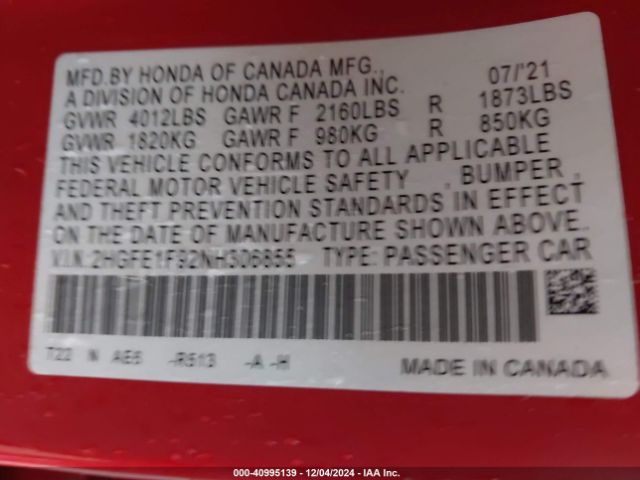 MFD.BY HONDA OF CANADA MFG., 07/'21
A DIVISION OF HONDA CANADA INC.
GVWR 4012LBS GAWR F 2160LBS R 1873LBS
GVWR 1820KG GAWR F 980KG R 850KG
THIS VEHICLE CONFORMS TO ALL APPLICABLE
FEDERAL MOTOR VEHICLE SAFETY , BUMPER ,
AND THEFT PREVENTION STANDARDS IN EFFECT
ON THE DATE OF MANUFACTURE SHOWN ABOVE.
V.I.N:2HGFE1F92NH306855 TYPE: PASSENGER CAR
T22 N AE5 -R513 -A -H MADE IN CANADA
000-40995139 - 12/04/2024 - IAA Inc.